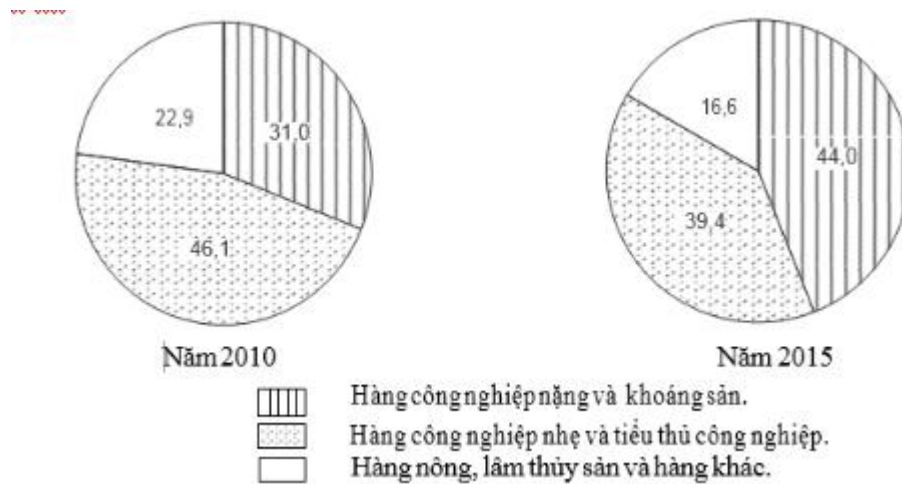 22,9
31,0
46,1
16,6
44,0
39,4
Năm 2010
Năm 2015
Hàng công nghiệp nặng và khoáng sản.
Hàng công nghiệp nhẹ và tiểu thủ công nghiệp.
Hàng nông, lâm thủy sản và hàng khác.